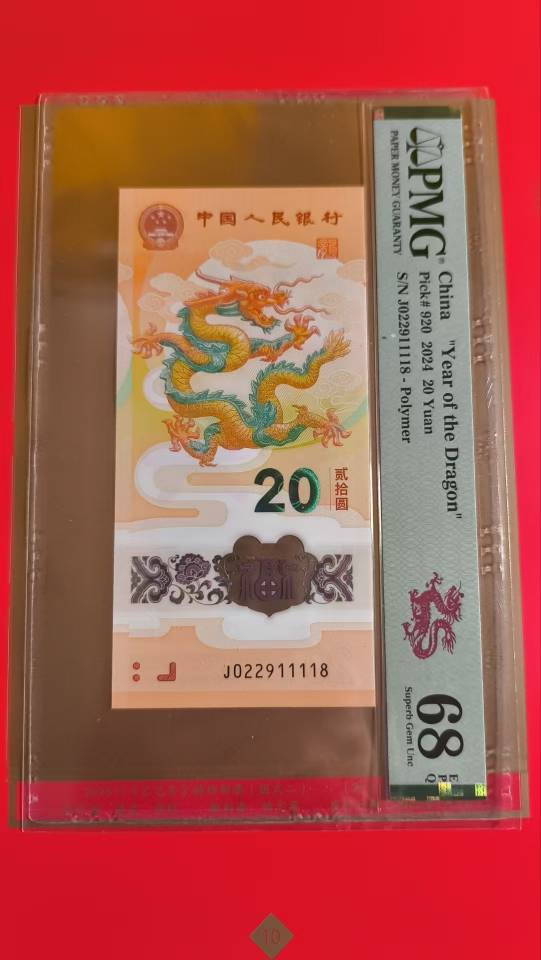 中国人民银行
20
贰拾圆
J022911118
PMG
PAPER MONEY GUARANTY
China "Year of the Dragon"
Pick# 920 2024 20 Yuan
S/N J022911118 - Polymer
68
Superb Gem Unc
E
P
Q
10